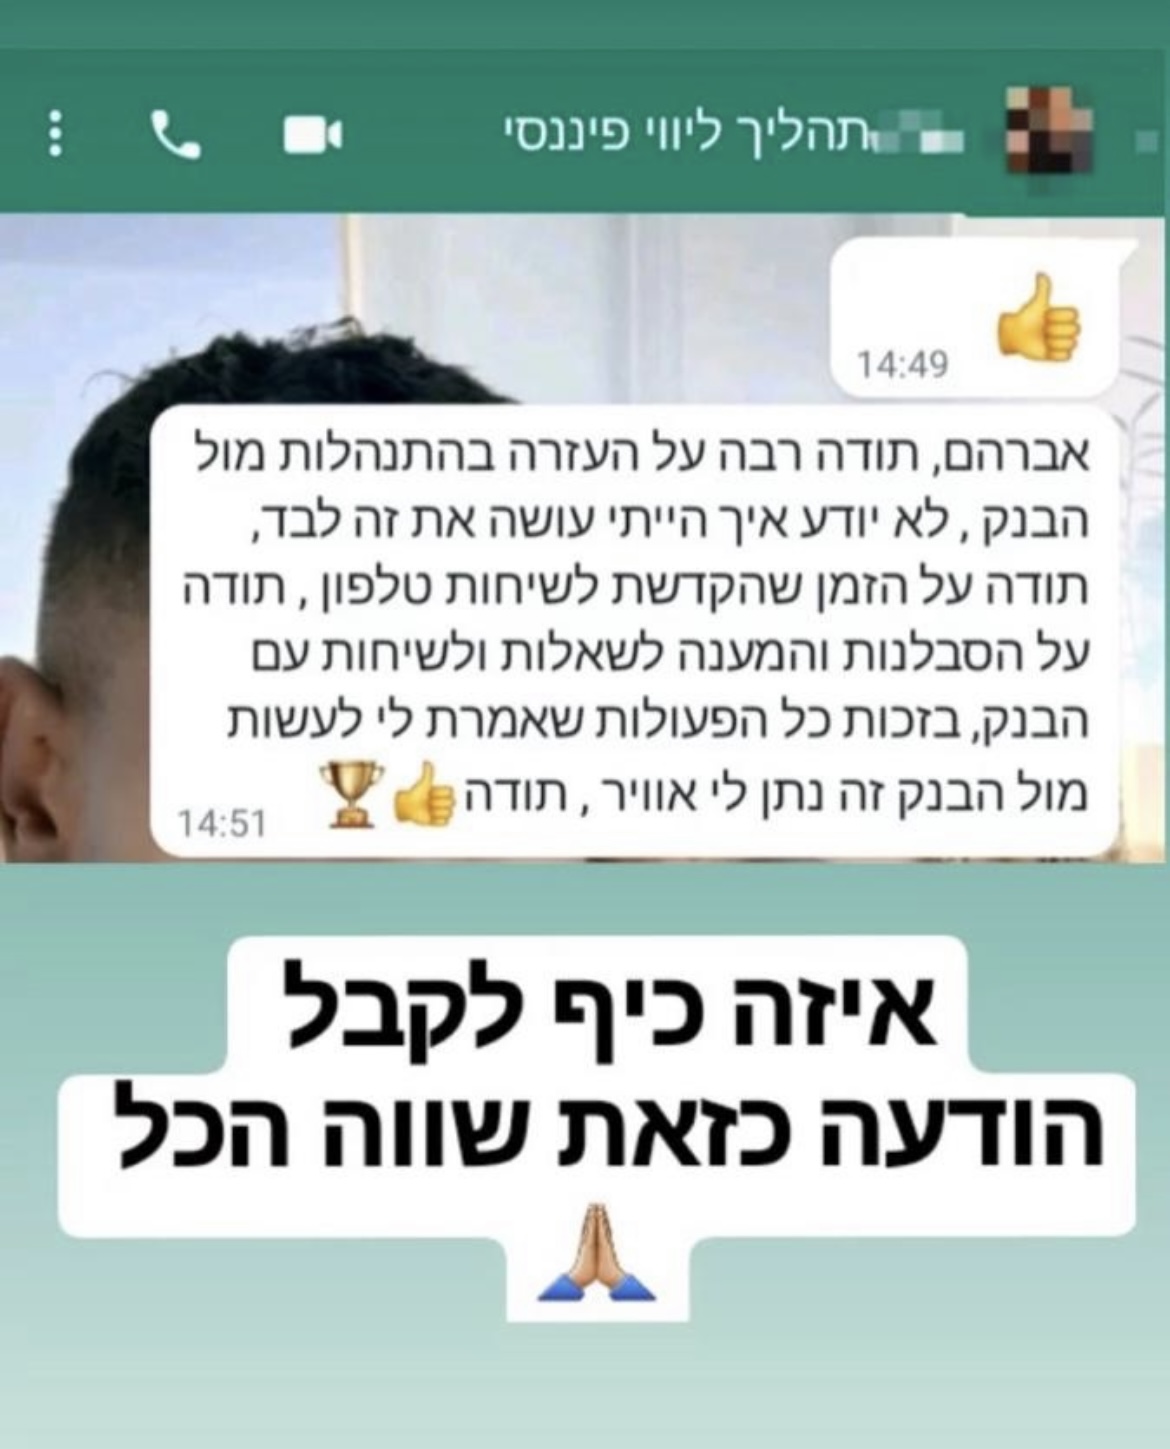 תהליך ליווי פיננסי
👍
14:49
אברהם, תודה רבה על העזרה בהתנהלות מול
הבנק , לא יודע איך הייתי עושה את זה לבד,
תודה על הזמן שהקדשת לשיחות טלפון , תודה
על הסבלנות והמענה לשאלות ולשיחות עם
הבנק, בזכות כל הפעולות שאמרת לי לעשות
מול הבנק זה נתן לי אוויר , תודה👍🏆
14:51
איזה כיף לקבל
הודעה כזאת שווה הכל
🙏🏼